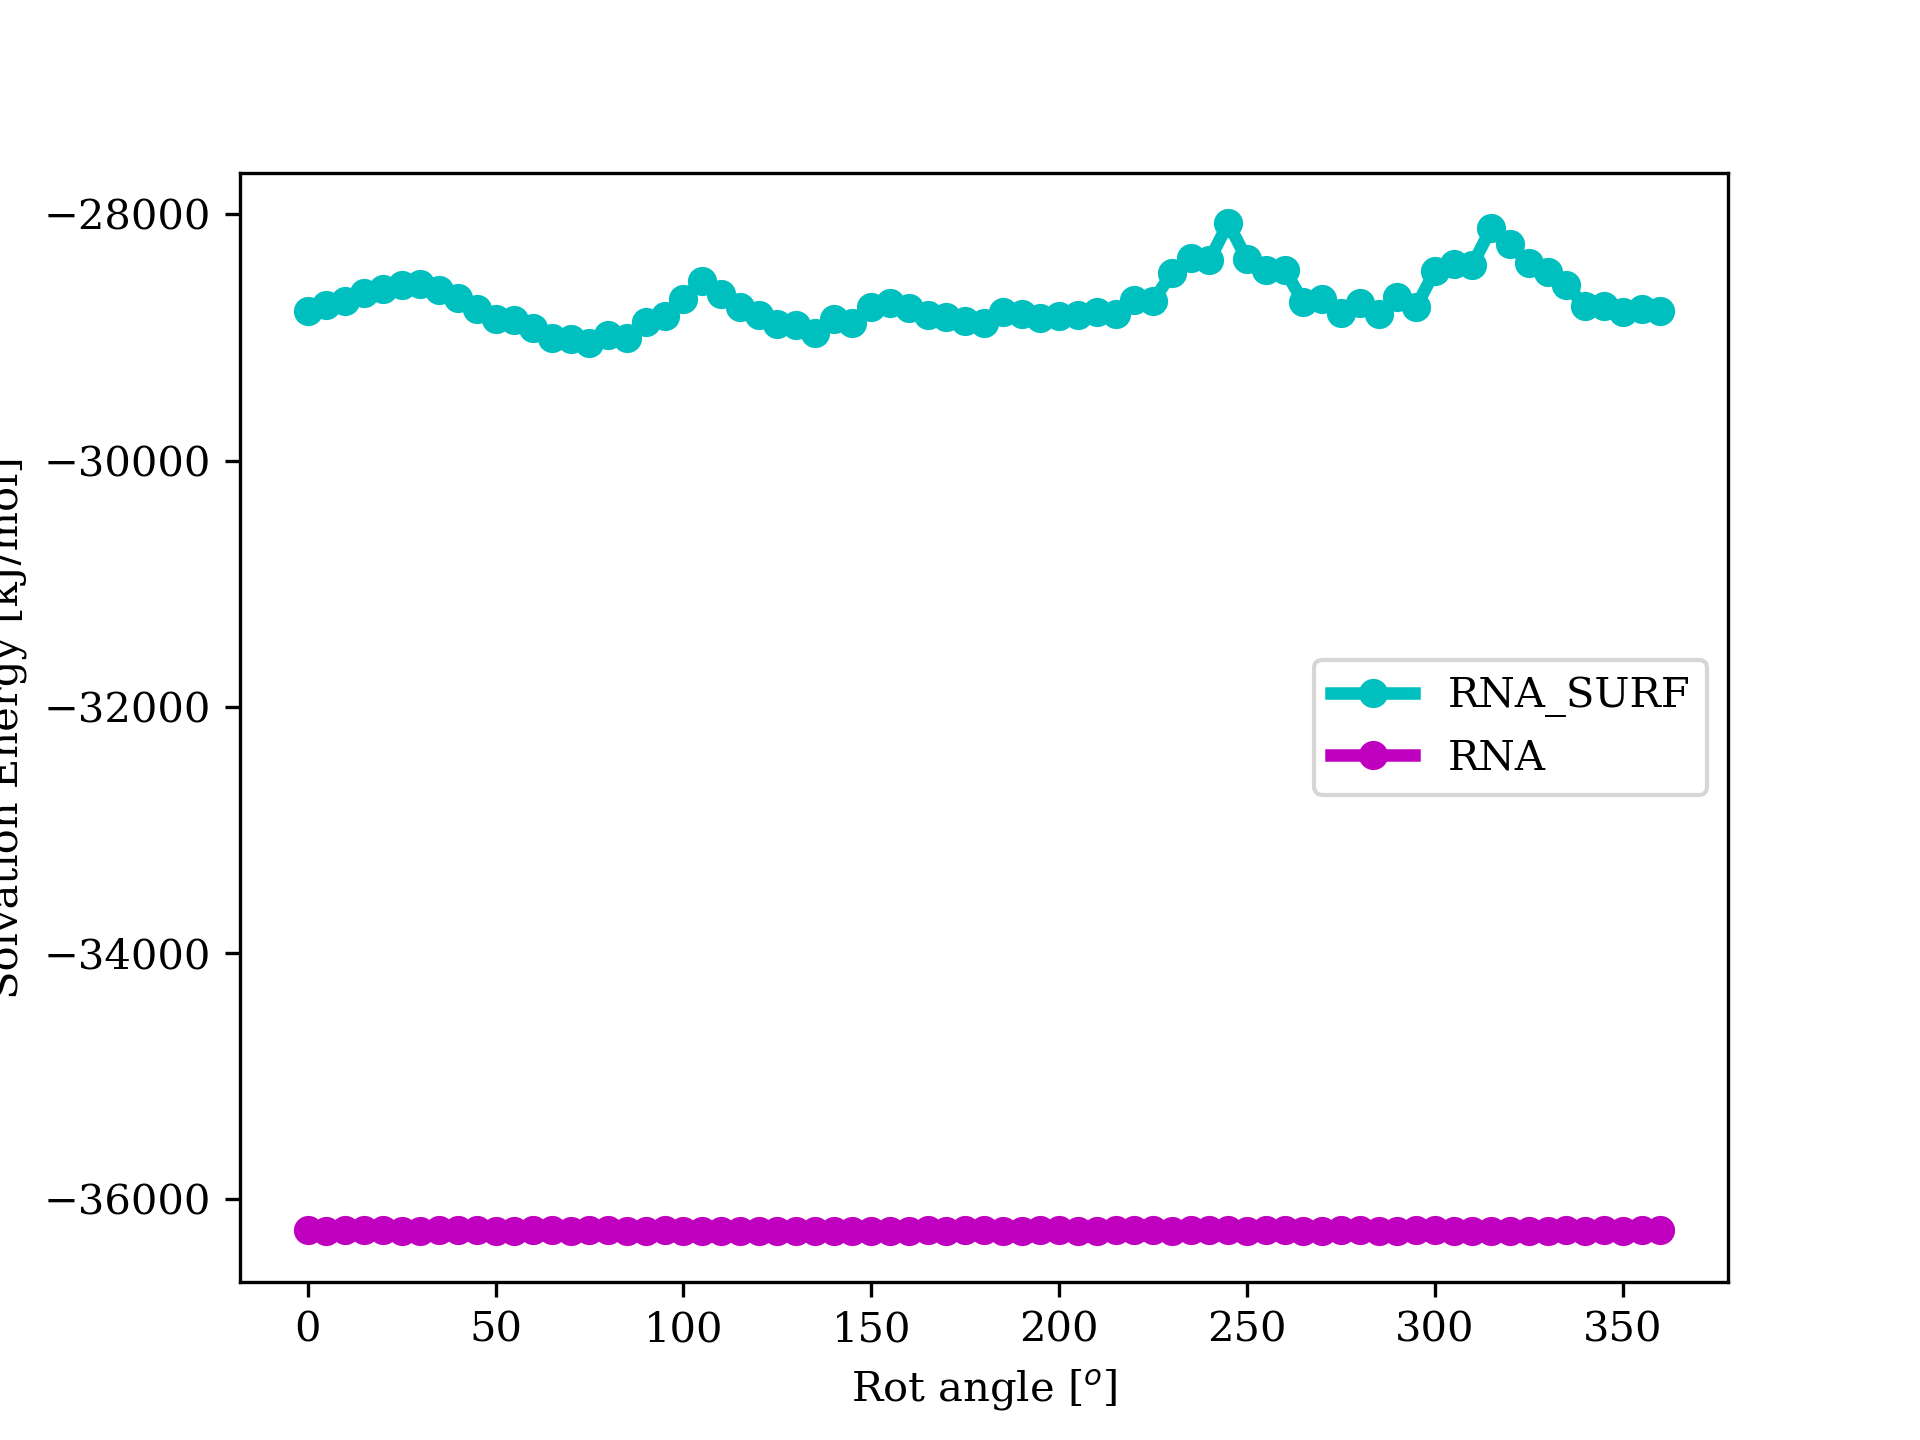 Solvation Energy [kJ/mol]
−28000
−30000
−32000
−34000
−36000
RNA_SURF
RNA
0 50 100 150 200 250 300 350
Rot angle [o]